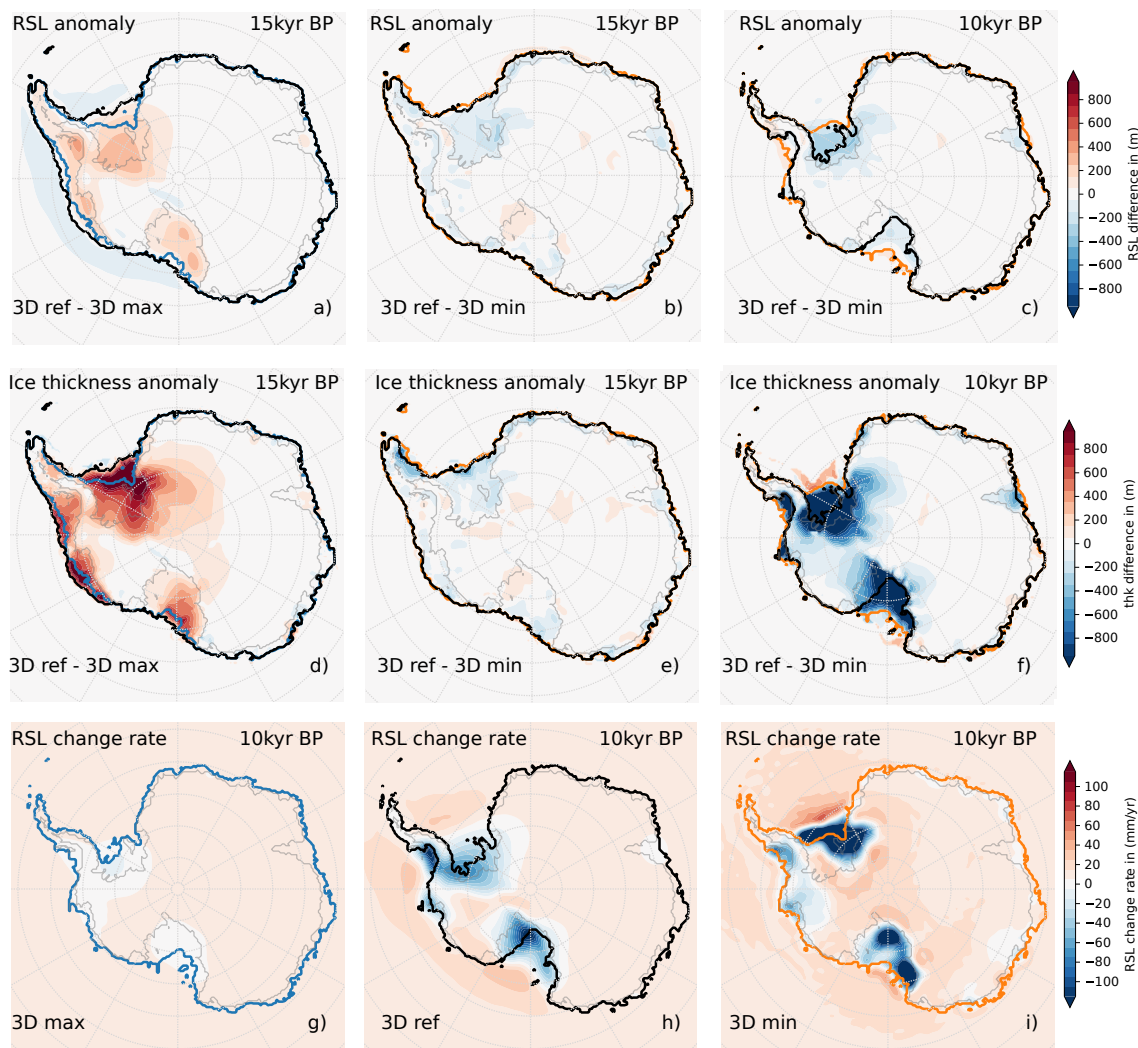 RSL anomaly 15kyr BP
3D ref - 3D max a)
RSL anomaly 15kyr BP
3D ref - 3D min b)
RSL anomaly 10kyr BP
3D ref - 3D min c)
800
600
400
200
0
−200
−400
−600
−800
RSL difference in (m)
Ice thickness anomaly 15kyr BP
3D ref - 3D max d)
Ice thickness anomaly 15kyr BP
3D ref - 3D min e)
Ice thickness anomaly 10kyr BP
3D ref - 3D min f)
800
600
400
200
0
−200
−400
−600
−800
thk difference in (m)
RSL change rate 10kyr BP
3D max g)
RSL change rate 10kyr BP
3D ref h)
RSL change rate 10kyr BP
3D min i)
100
80
60
40
20
0
−20
−40
−60
−80
−100
RSL change rate in (mm/yr)